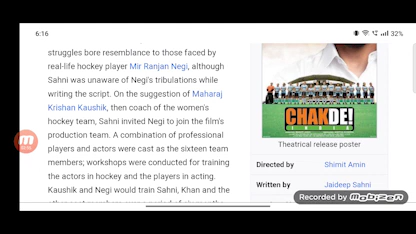 6:16
32%
struggles bore resemblance to those faced by
real-life hockey player Mir Ranjan Negi, although
Sahni was unaware of Negi's tribulations while
writing the script. On the suggestion of Maharaj
Krishan Kaushik, then coach of the women's
hockey team, Sahni invited Negi to join the film's
production team. A combination of professional
players and actors were cast as the sixteen team
members; workshops were conducted for training
the actors in hockey and the players in acting.
Kaushik and Negi would train Sahni, Khan and the
CHAK DE!
INDIA
Theatrical release poster
Directed by Shimit Amin
Written by Jaideep Sahni
Recorded by Mobizen